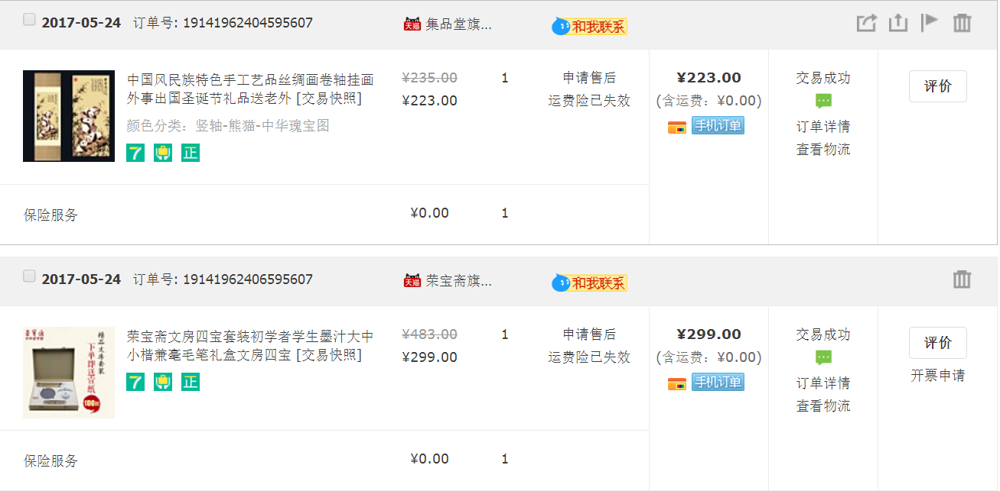 2017-05-24 订单号: 19141962404595607 天猫 集品堂旗... 和我联系
中国风民族特色手工艺品丝绸画卷轴挂画 ¥235.00 1 申请售后 ¥223.00 交易成功 评价
外事出国圣诞节礼品送老外 [交易快照] ¥223.00 运费险已失效 (含运费：¥0.00)
颜色分类：竖轴-熊猫-中华瑰宝图 手机订单 订单详情
7 正 查看物流
保险服务 ¥0.00 1
2017-05-24 订单号: 19141962406595607 天猫 荣宝斋旗... 和我联系
精品文房套装
下单即送宣纸
100张
荣宝斋文房四宝套装初学者学生墨汁大中 ¥483.00 1 申请售后 ¥299.00 交易成功 评价
小楷兼毫毛笔礼盒文房四宝 [交易快照] ¥299.00 运费险已失效 (含运费：¥0.00) 开票申请
7 正 手机订单 订单详情
查看物流
保险服务 ¥0.00 1